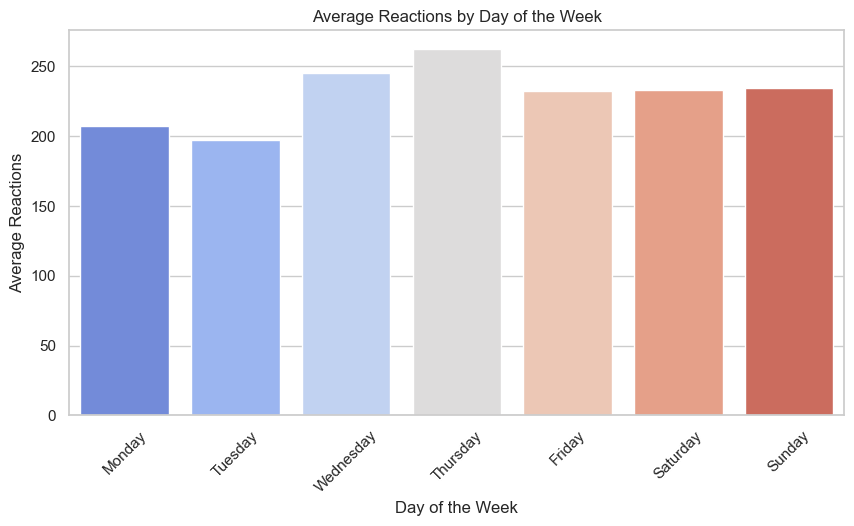 Average Reactions by Day of the Week
Average Reactions
250
200
150
100
50
0
Monday
Tuesday
Wednesday
Thursday
Friday
Saturday
Sunday
Day of the Week